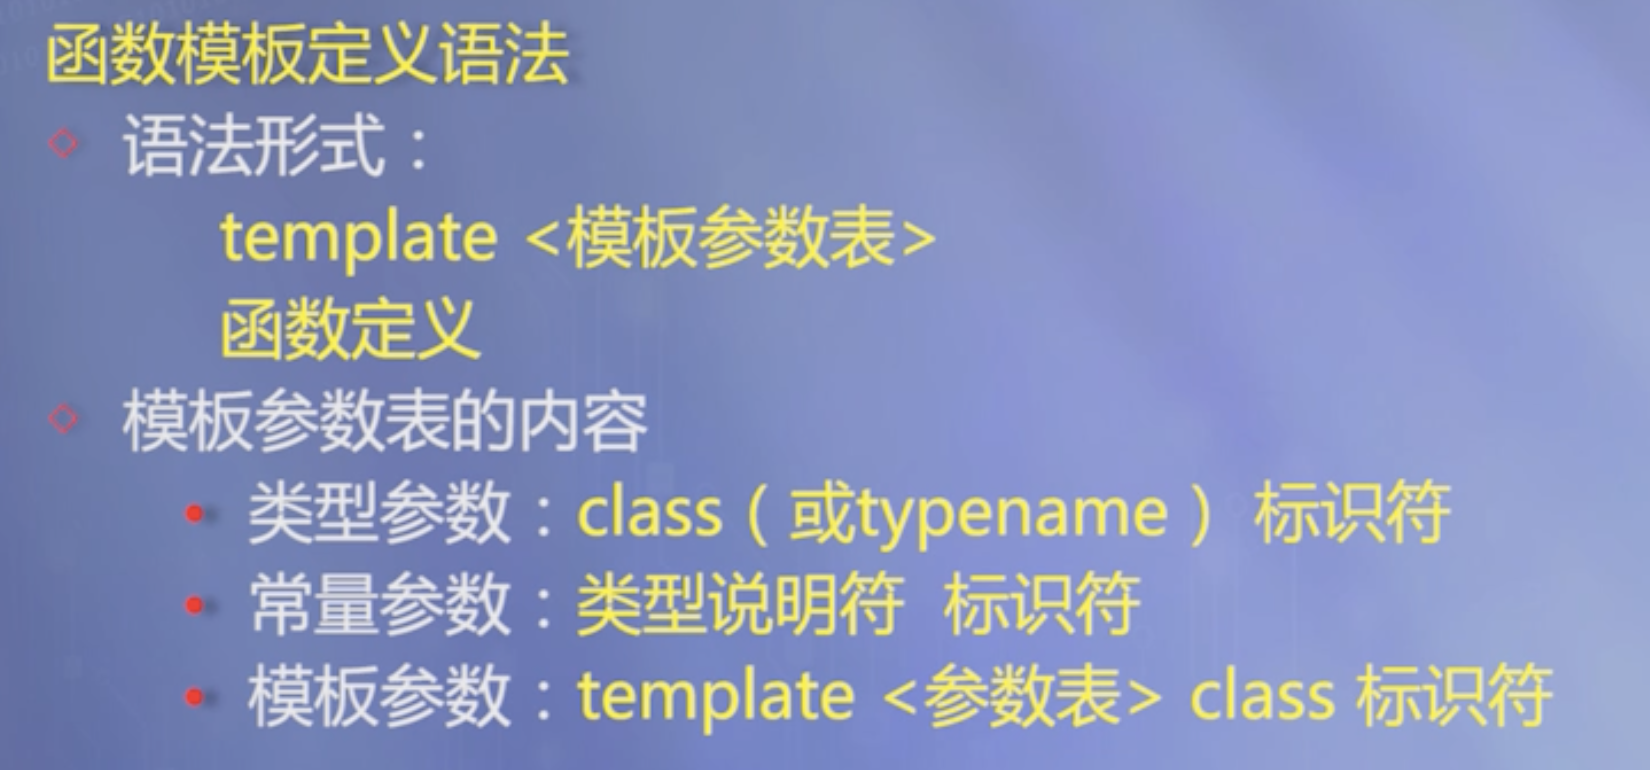 函数模板定义语法
语法形式：
template <模板参数表>
函数定义
模板参数表的内容
类型参数：class（或typename） 标识符
常量参数：类型说明符 标识符
模板参数：template <参数表> class 标识符